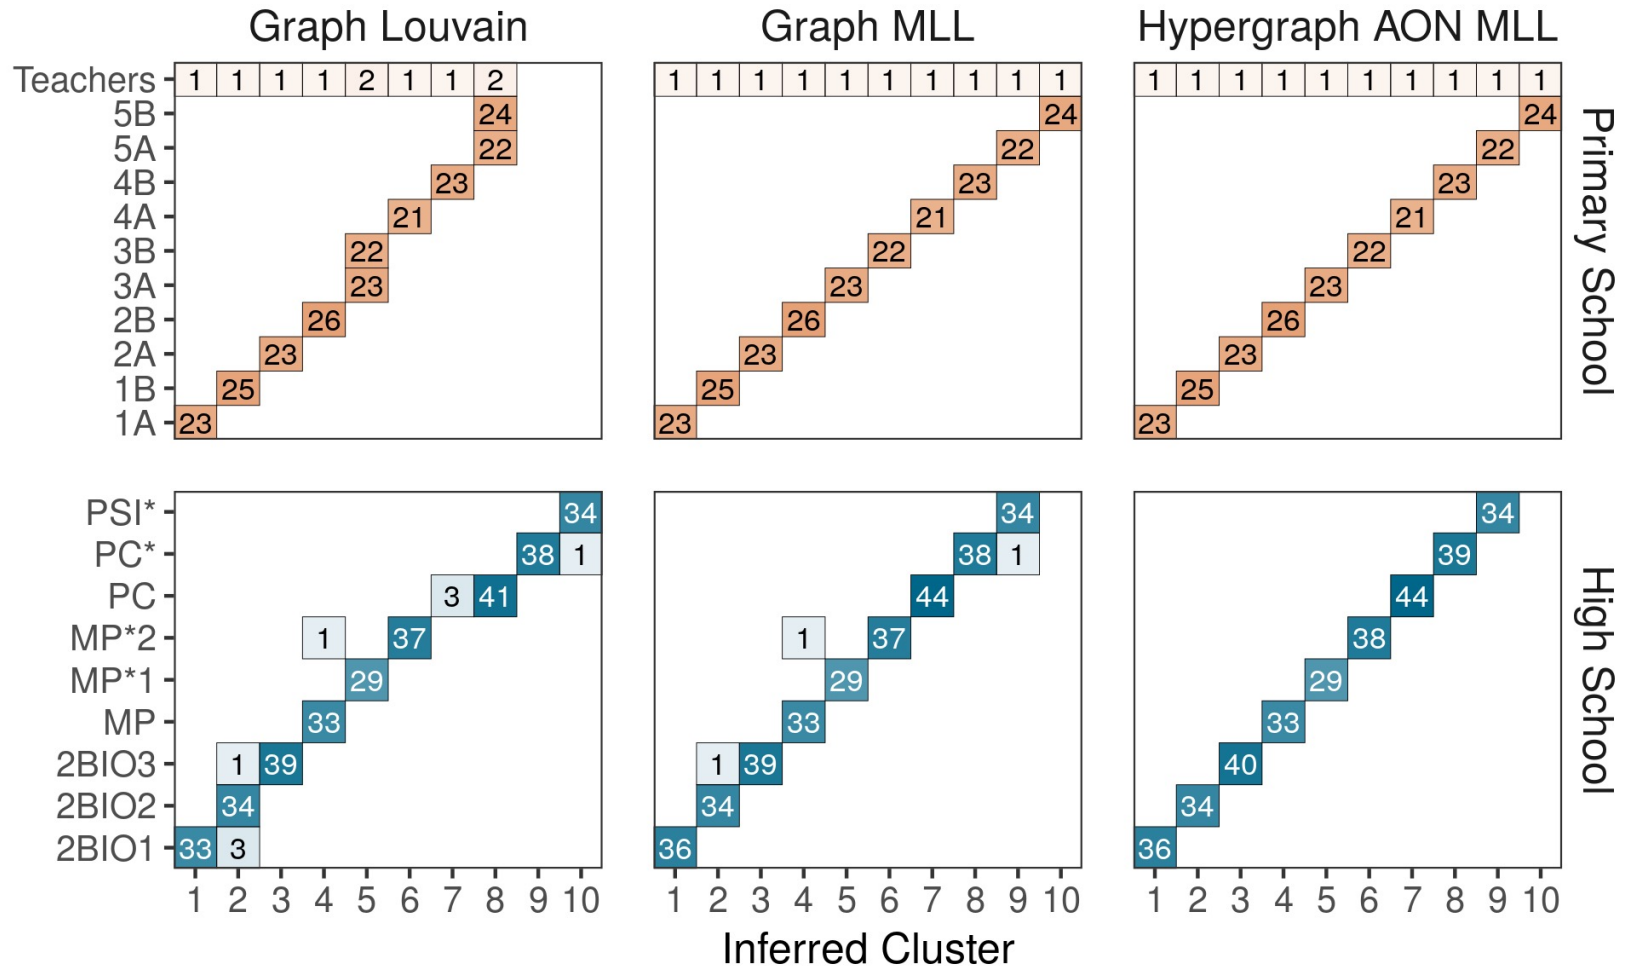 Graph Louvain Graph MLL Hypergraph AON MLL
Teachers 1 1 1 1 2 1 1 2 1 1 1 1 1 1 1 1 1 1 1 1 1 1 1 1 1 1 1 1
5B 24 24 24
5A 22 22 22
4B 23 23 23
4A 21 21 21
3B 22 22 22
3A 23 23 23
2B 26 26 26
2A 23 23 23
1B 25 25 25
1A 23 23 23
Primary School
PSI* 34 34 34
PC* 38 1 38 1 39
PC 3 41 44 44
MP*2 1 37 1 37 38
MP*1 29 29 29
MP 33 33 33
2BIO3 1 39 1 39 40
2BIO2 34 34 34
2BIO1 33 3 36 36
High School
1 2 3 4 5 6 7 8 9 10 1 2 3 4 5 6 7 8 9 10 1 2 3 4 5 6 7 8 9 10
Inferred Cluster